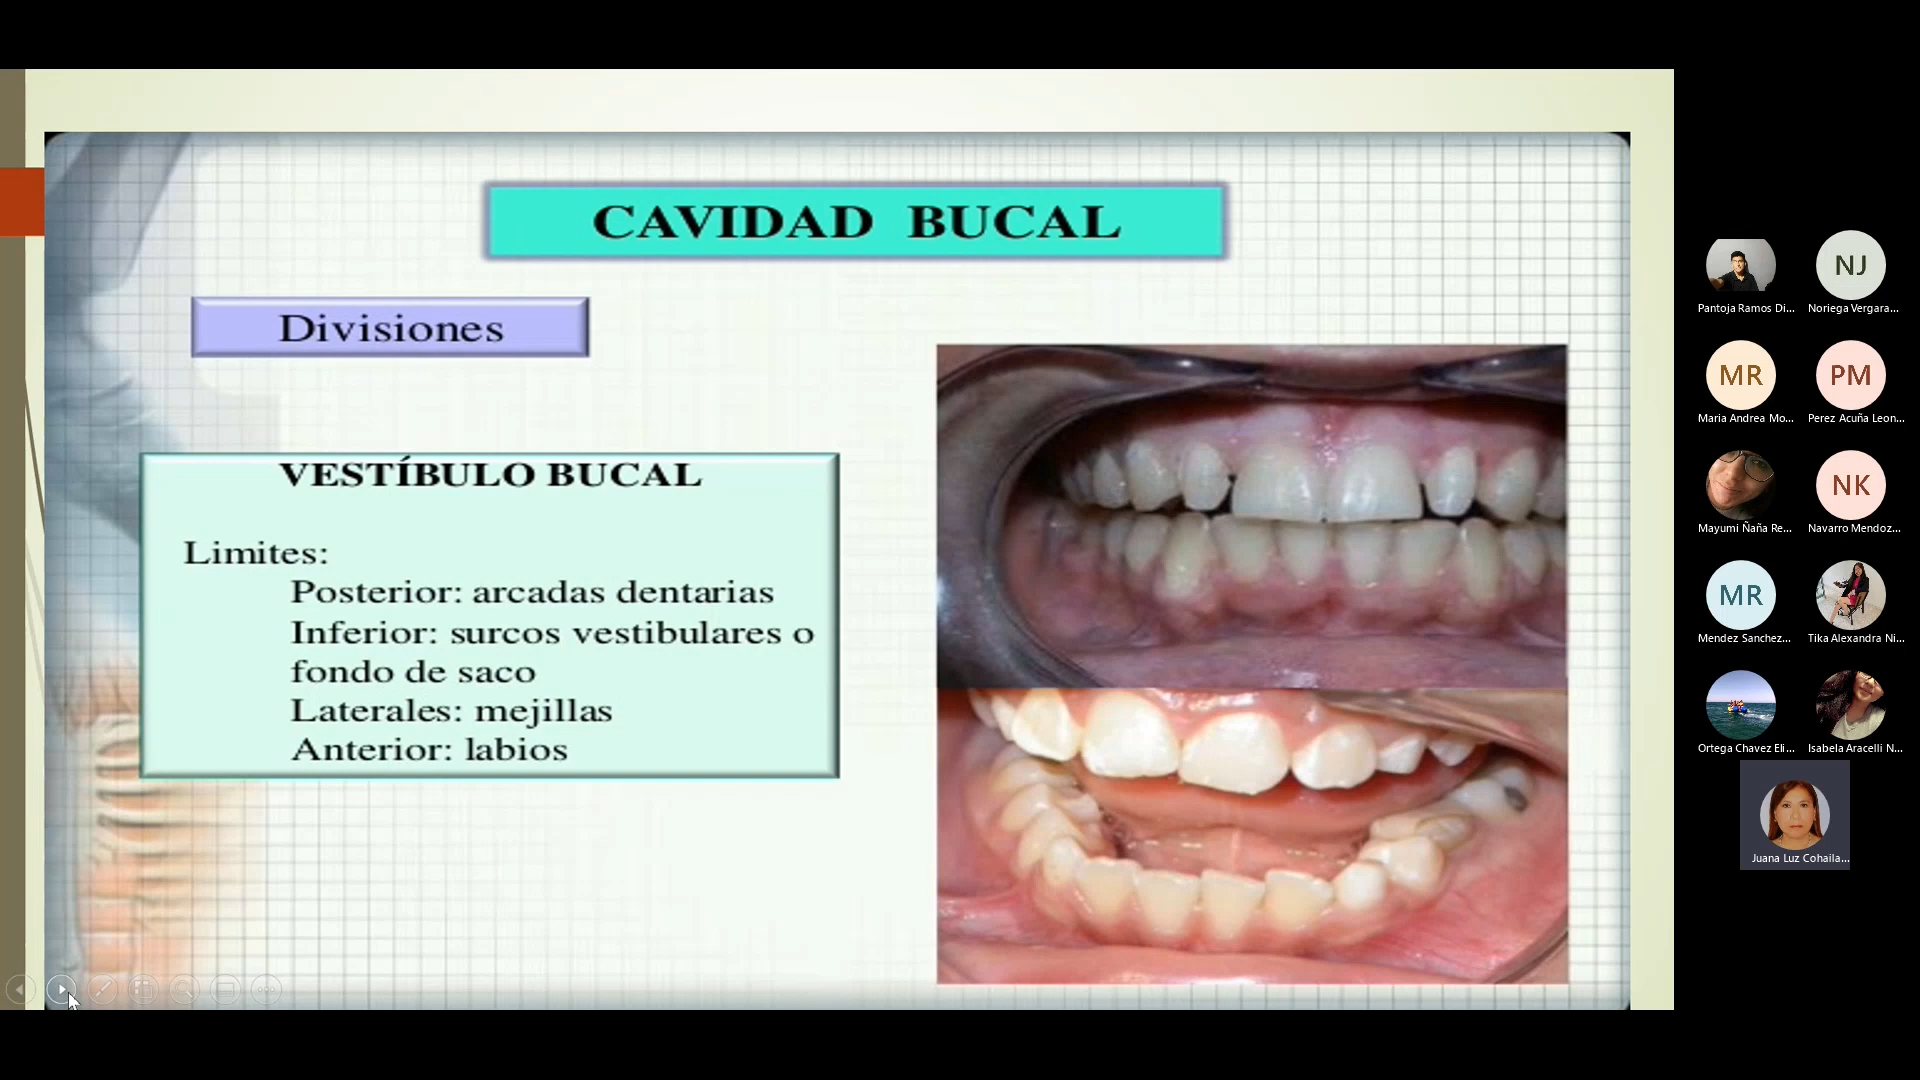 CAVIDAD BUCAL
Divisiones
VESTÍBULO BUCAL
Limites:
Posterior: arcadas dentarias
Inferior: surcos vestibulares o
fondo de saco
Laterales: mejillas
Anterior: labios
NJ
Pantoja Ramos Di...
Noriega Vergara...
MR
PM
Maria Andrea Mo...
Perez Acuña Leon...
NK
Mayumi Ñaña Re...
Navarro Mendoz...
MR
Mendez Sanchez...
Tika Alexandra Ni...
Ortega Chavez Eli...
Isabela Aracelli N...
Juana Luz Cohaila...